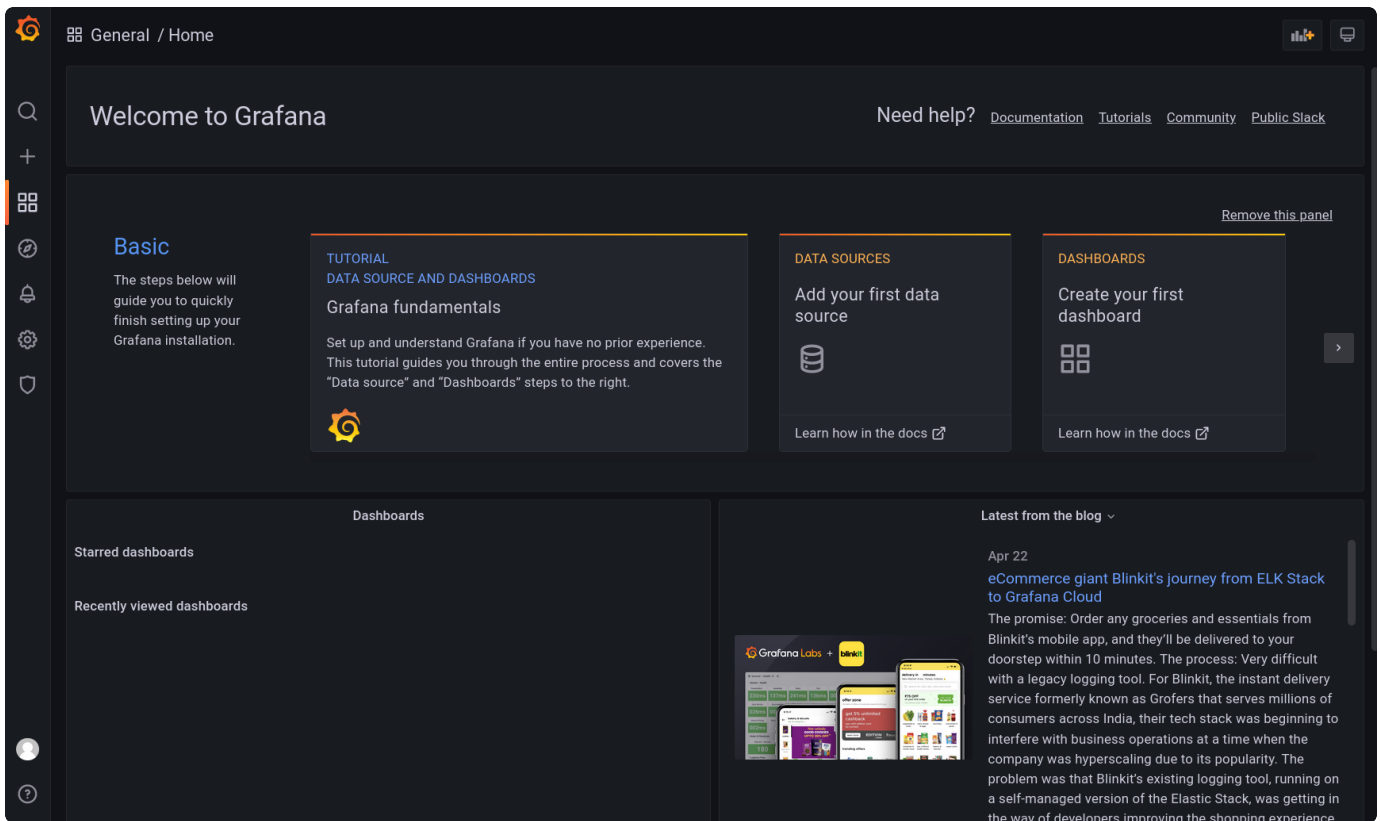 General / Home
Welcome to Grafana
Need help? Documentation Tutorials Community Public Slack
Remove this panel
Basic
The steps below will
guide you to quickly
finish setting up your
Grafana installation.
TUTORIAL
DATA SOURCE AND DASHBOARDS
Grafana fundamentals
Set up and understand Grafana if you have no prior experience.
This tutorial guides you through the entire process and covers the
“Data source” and “Dashboards” steps to the right.
DATA SOURCES
Add your first data
source
Learn how in the docs
DASHBOARDS
Create your first
dashboard
Learn how in the docs
Dashboards
Starred dashboards
Recently viewed dashboards
Latest from the blog
Grafana Labs + blinkit
Apr 22
eCommerce giant Blinkit's journey from ELK Stack
to Grafana Cloud
The promise: Order any groceries and essentials from
Blinkit’s mobile app, and they’ll be delivered to your
doorstep within 10 minutes. The process: Very difficult
with a legacy logging tool. For Blinkit, the instant delivery
service formerly known as Grofers that serves millions of
consumers across India, their tech stack was beginning to
interfere with business operations at a time when the
company was hyperscaling due to its popularity. The
problem was that Blinkit’s existing logging tool, running on
a self-managed version of the Elastic Stack, was getting in
the way of developers improving the shopping experience